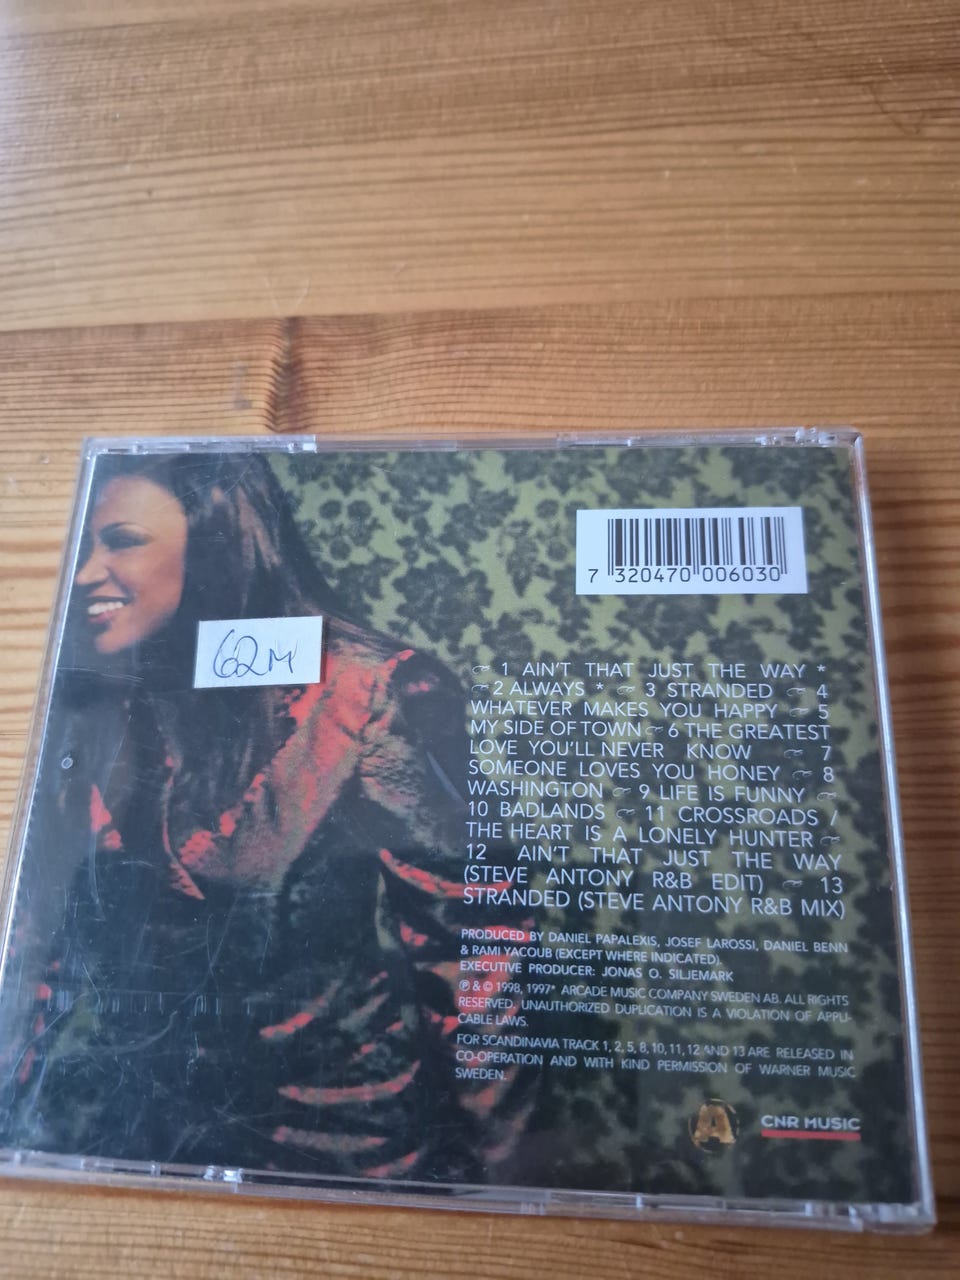 7 320470 006030
62M
1 AIN'T THAT JUST THE WAY *
2 ALWAYS * 3 STRANDED 4
WHATEVER MAKES YOU HAPPY 5
MY SIDE OF TOWN 6 THE GREATEST
LOVE YOU'LL NEVER KNOW 7
SOMEONE LOVES YOU HONEY 8
WASHINGTON 9 LIFE IS FUNNY
10 BADLANDS 11 CROSSROADS /
THE HEART IS A LONELY HUNTER
12 AIN'T THAT JUST THE WAY
(STEVE ANTONY R&B EDIT) 13
STRANDED (STEVE ANTONY R&B MIX)
PRODUCED BY DANIEL PAPALEXIS, JOSEF LAROSSI, DANIEL BENN
& RAMI YACOUB (EXCEPT WHERE INDICATED).
EXECUTIVE PRODUCER: JONAS O. SILJEMARK
℗ & © 1998, 1997* ARCADE MUSIC COMPANY SWEDEN AB. ALL RIGHTS
RESERVED. UNAUTHORIZED DUPLICATION IS A VIOLATION OF APPLI-
CABLE LAWS.
FOR SCANDINAVIA TRACK 1, 2, 5, 8, 10, 11, 12 AND 13 ARE RELEASED IN
CO-OPERATION AND WITH KIND PERMISSION OF WARNER MUSIC
SWEDEN.
A
CNR MUSIC